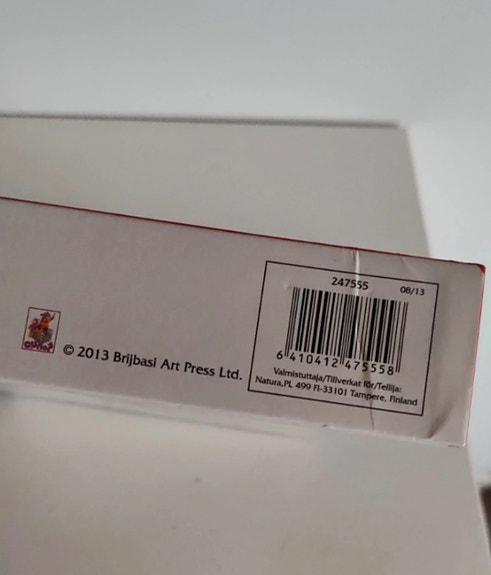 © 2013 Brijbasi Art Press Ltd.
247555 08/13
6 410412 475558
Valmistuttaja/Tillverkat för/Tellija:
Natura,PL 499 FI-33101 Tampere, Finland